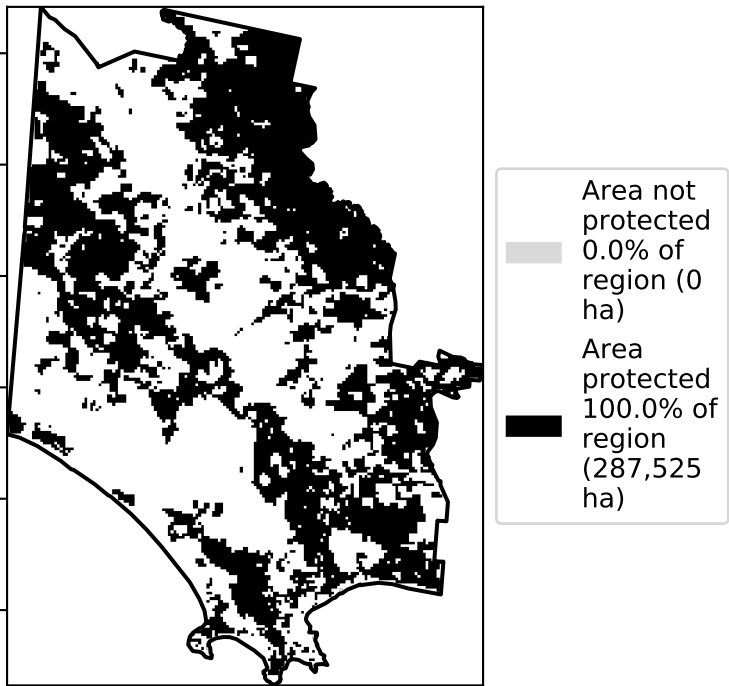 Area not
protected
0.0% of
region (0
ha)
Area
protected
100.0% of
region
(287,525
ha)